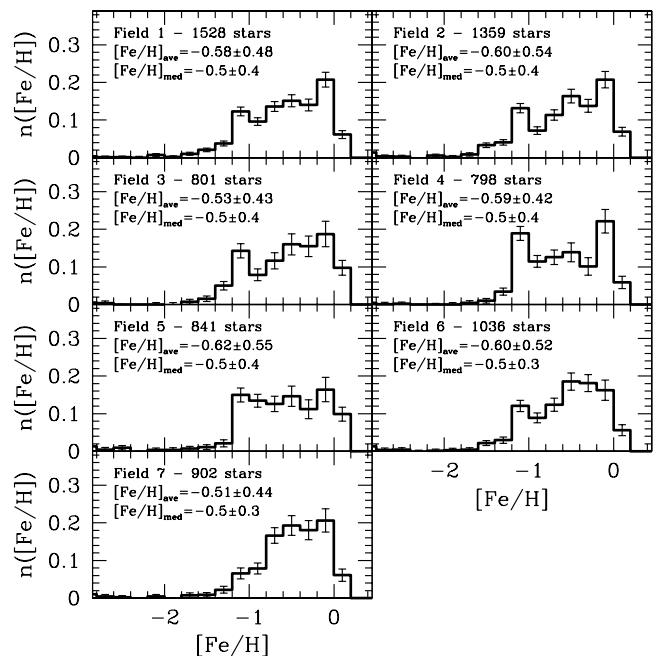 Field 1 - 1528 stars
[Fe/H]ave=-0.58±0.48
[Fe/H]med=-0.5±0.4
Field 2 - 1359 stars
[Fe/H]ave=-0.60±0.54
[Fe/H]med=-0.5±0.4
n([Fe/H])
0.3
0.2
0.1
0
Field 3 - 801 stars
[Fe/H]ave=-0.53±0.43
[Fe/H]med=-0.5±0.4
Field 4 - 798 stars
[Fe/H]ave=-0.59±0.42
[Fe/H]med=-0.5±0.4
n([Fe/H])
0.3
0.2
0.1
0
Field 5 - 841 stars
[Fe/H]ave=-0.62±0.55
[Fe/H]med=-0.5±0.4
Field 6 - 1036 stars
[Fe/H]ave=-0.60±0.52
[Fe/H]med=-0.5±0.3
n([Fe/H])
0.3
0.2
0.1
0
-2 -1 0
[Fe/H]
Field 7 - 902 stars
[Fe/H]ave=-0.51±0.44
[Fe/H]med=-0.5±0.3
n([Fe/H])
0.3
0.2
0.1
0
-2 -1 0
[Fe/H]